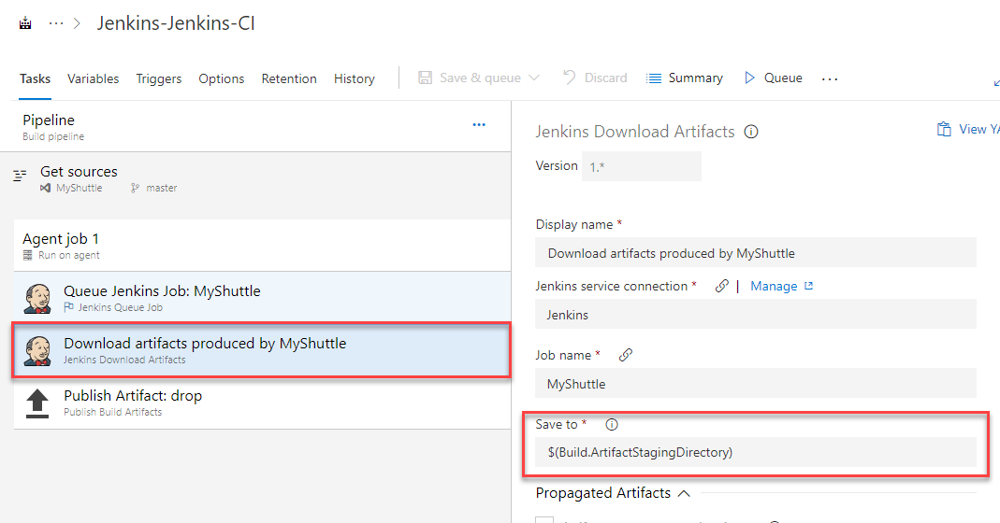 ··· > Jenkins-Jenkins-CI
Tasks Variables Triggers Options Retention History Save & queue Discard Summary Queue ...
Pipeline ...
Build pipeline
Get sources
MyShuttle master
Agent job 1
Run on agent
Queue Jenkins Job: MyShuttle
Jenkins Queue Job
Download artifacts produced by MyShuttle
Jenkins Download Artifacts
Publish Artifact: drop
Publish Build Artifacts
Jenkins Download Artifacts View YA
Version 1.*
Display name *
Download artifacts produced by MyShuttle
Jenkins service connection * | Manage
Jenkins
Job name *
MyShuttle
Save to *
$(Build.ArtifactStagingDirectory)
Propagated Artifacts